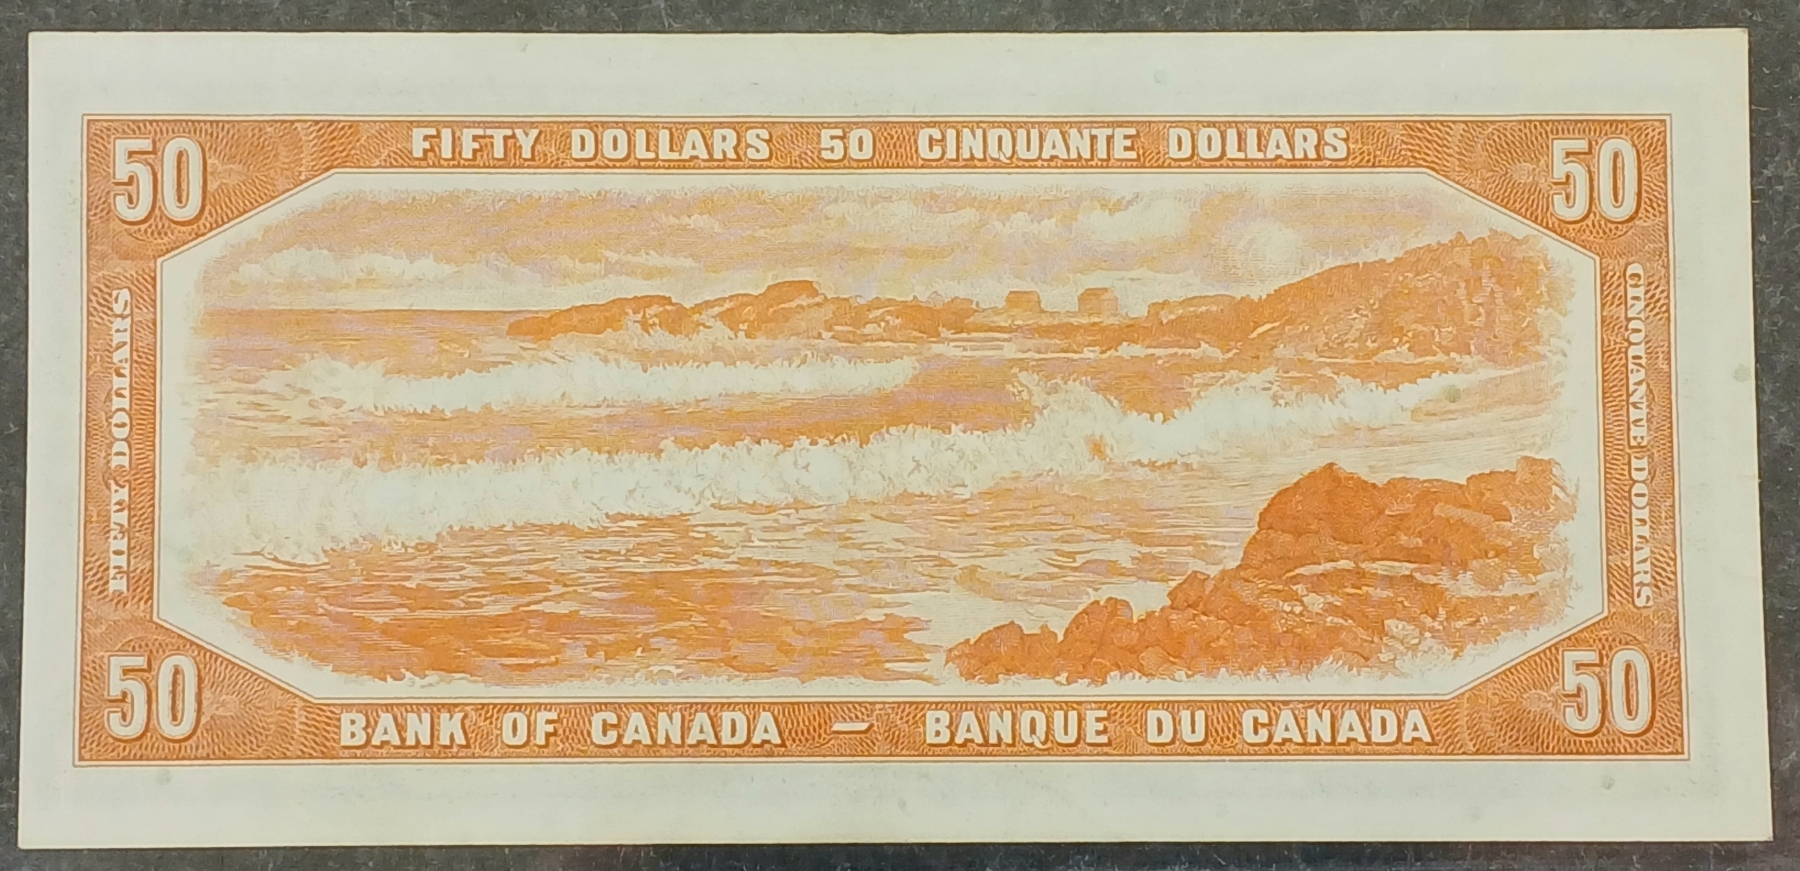 50
FIFTY DOLLARS 50 CINQUANTE DOLLARS
50
FIFTY DOLLARS
CINQUANTE DOLLARS
50
BANK OF CANADA — BANQUE DU CANADA
50